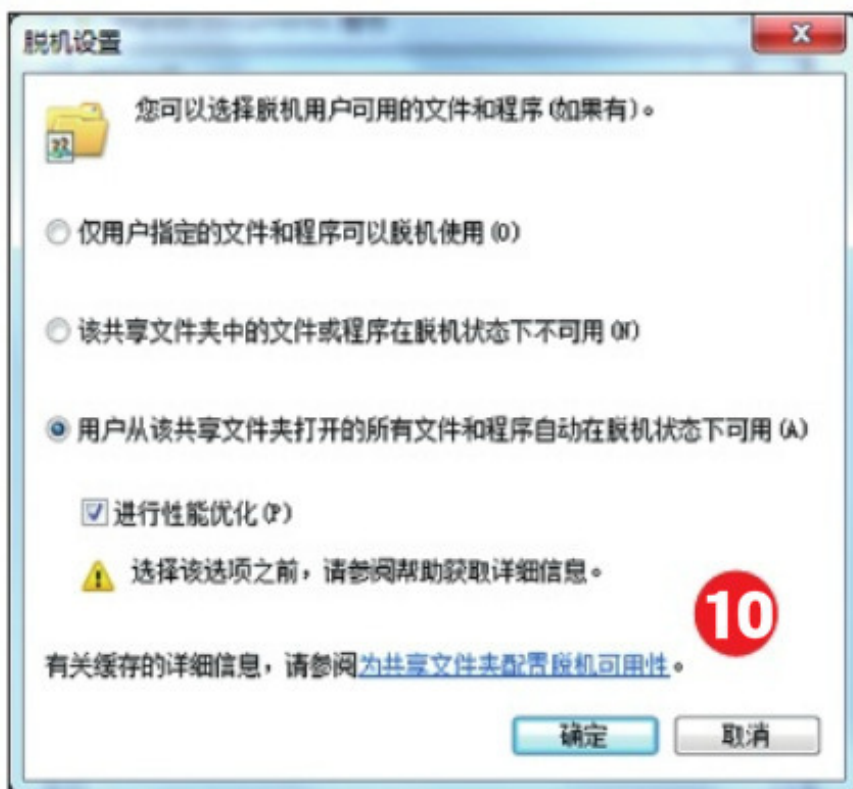 脱机设置
您可以选择脱机用户可用的文件和程序(如果有)。
仅用户指定的文件和程序可以脱机使用(O)
该共享文件夹中的文件或程序在脱机状态下不可用(N)
用户从该共享文件夹打开的所有文件和程序自动在脱机状态下可用(A)
进行性能优化(P)
选择该选项之前，请参阅帮助获取详细信息。
10
有关缓存的详细信息，请参阅为共享文件夹配置脱机可用性。
确定 取消